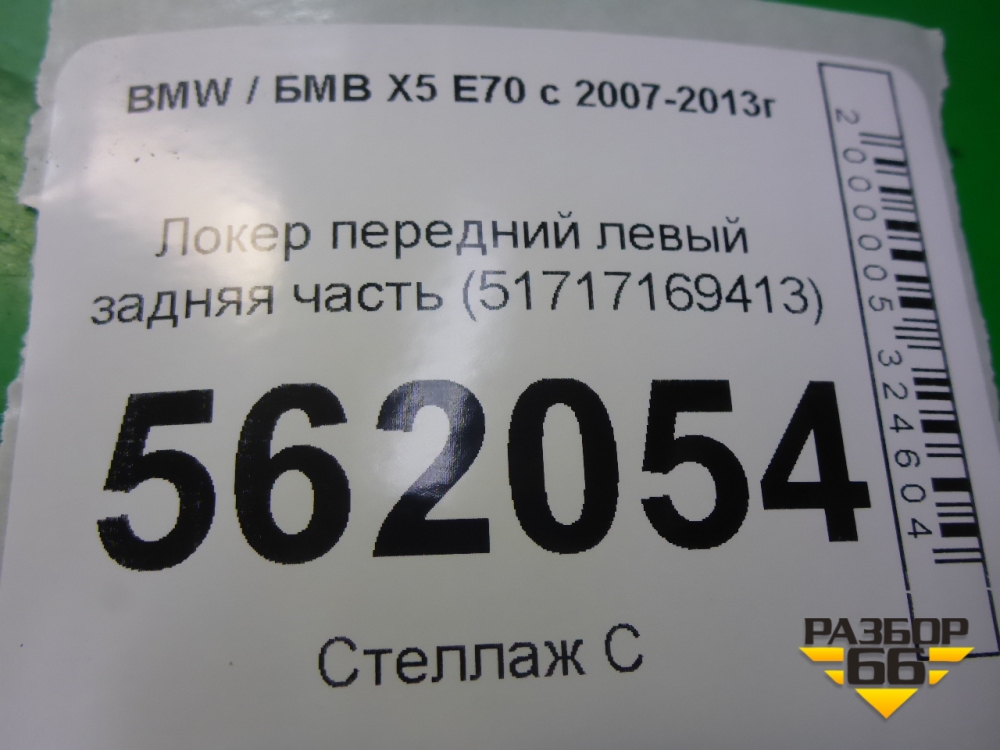 BMW / БМВ X5 E70 с 2007-2013г
Локер передний левый
задняя часть (51717169413)
562054
Стеллаж С
2000005324604
РАЗБОР
66